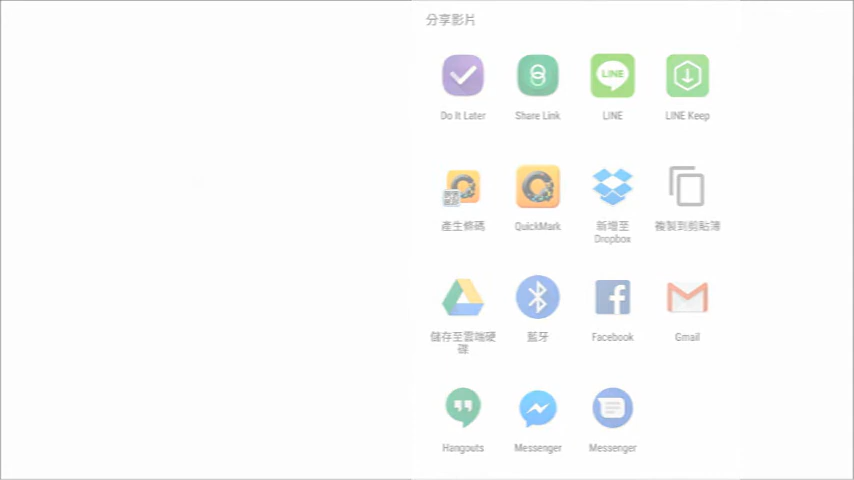 分享影片
Do It Later
Share Link
LINE
LINE
LINE Keep
產生條碼
QuickMark
新增至
Dropbox
複製到剪貼簿
儲存至雲端硬
碟
藍牙
Facebook
Gmail
Hangouts
Messenger
Messenger